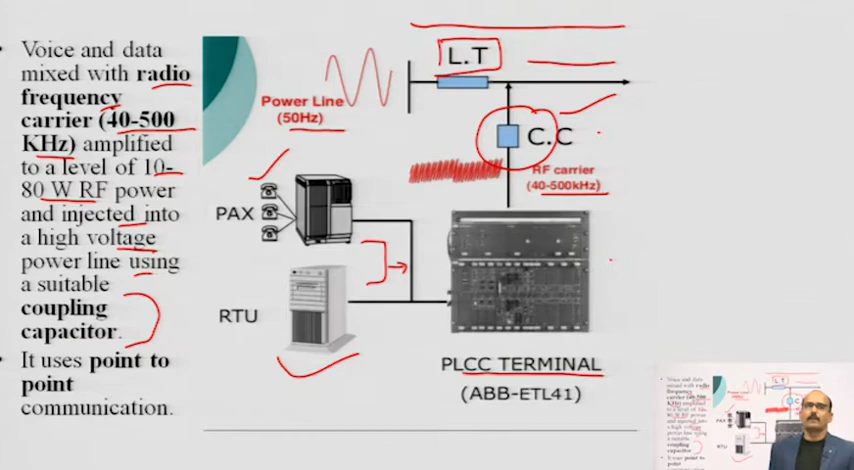 Voice and data
mixed with radio
frequency
carrier (40-500
KHz) amplified
to a level of 10-
80 W RF power
and injected into
a high voltage
power line using
a suitable
coupling
capacitor.
It uses point to
point
communication.
L.T
Power Line
(50Hz)
C.C
RF carrier
(40-500kHz)
PAX
RTU
PLCC TERMINAL
(ABB-ETL41)